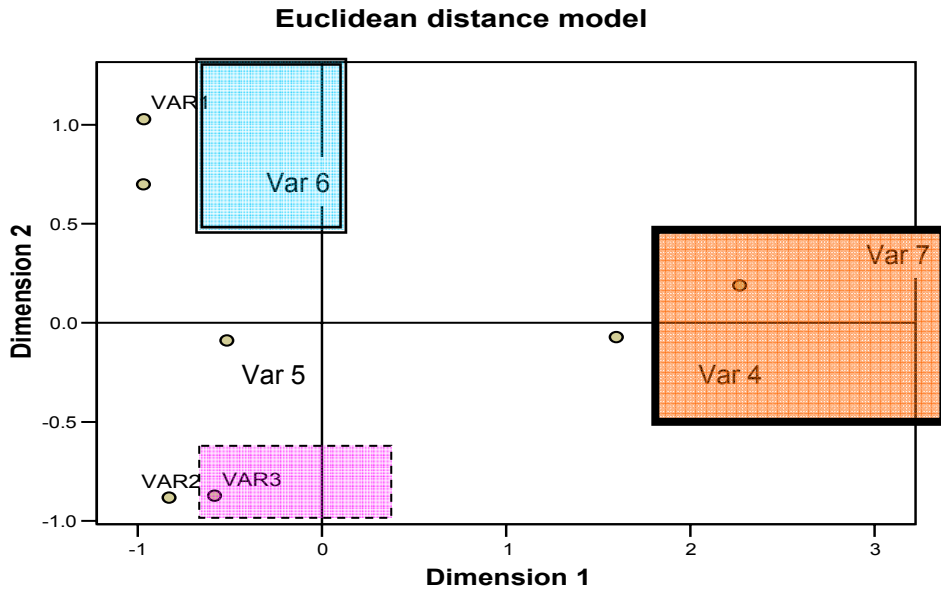 Euclidean distance model
VAR1
1.0
Var 6
0.5
Var 7
Dimension 2
0.0
Var 5
Var 4
-0.5
VAR2
VAR3
-1.0
-1
0
1
2
3
Dimension 1